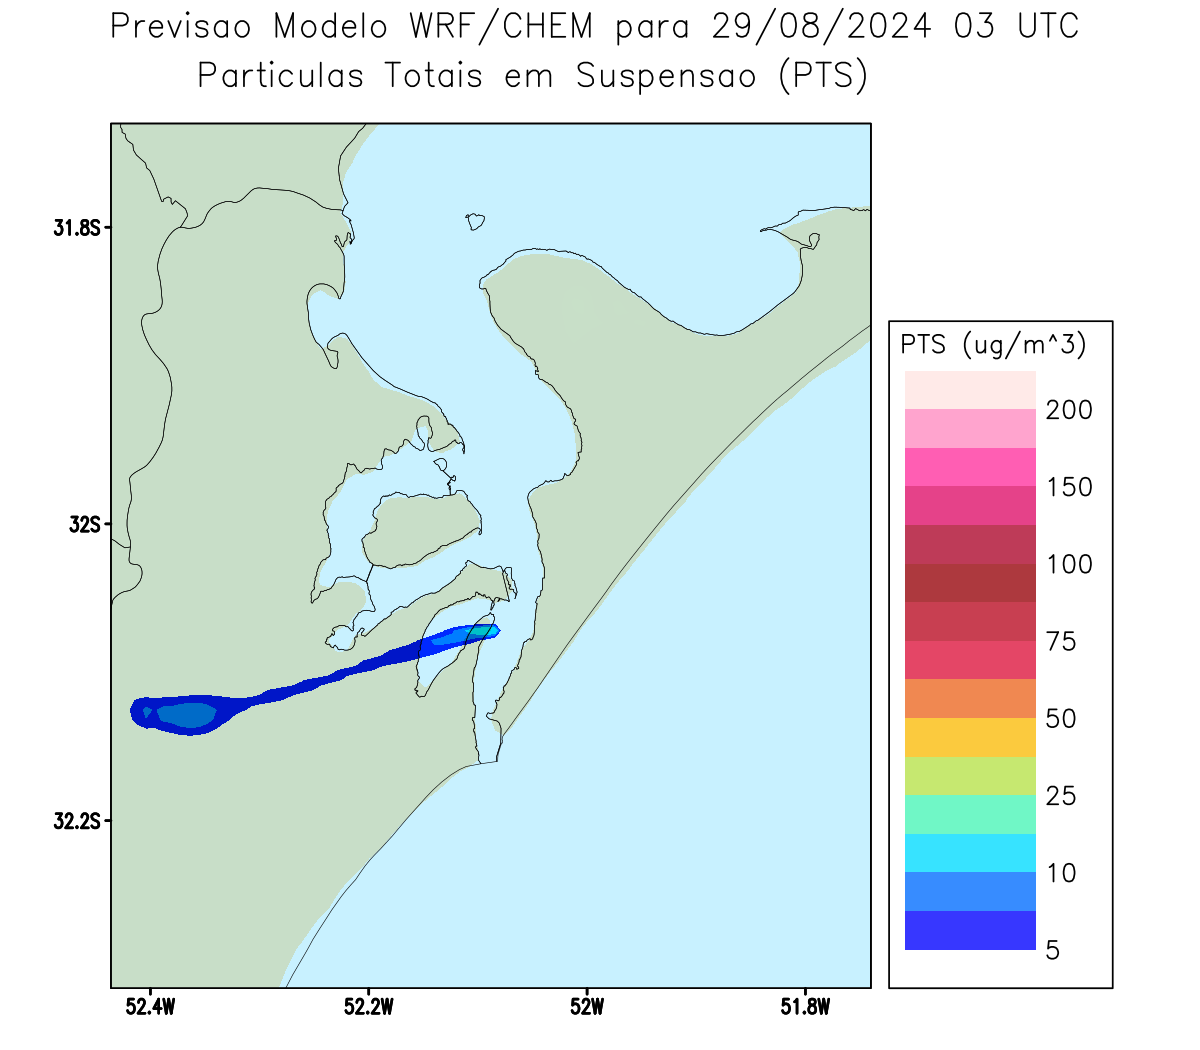 Previsao Modelo WRF/CHEM para 29/08/2024 03 UTC
Particulas Totais em Suspensao (PTS)
31.8S
32S
32.2S
52.4W
52.2W
52W
51.8W
PTS (ug/m^3)
200
150
100
75
50
25
10
5